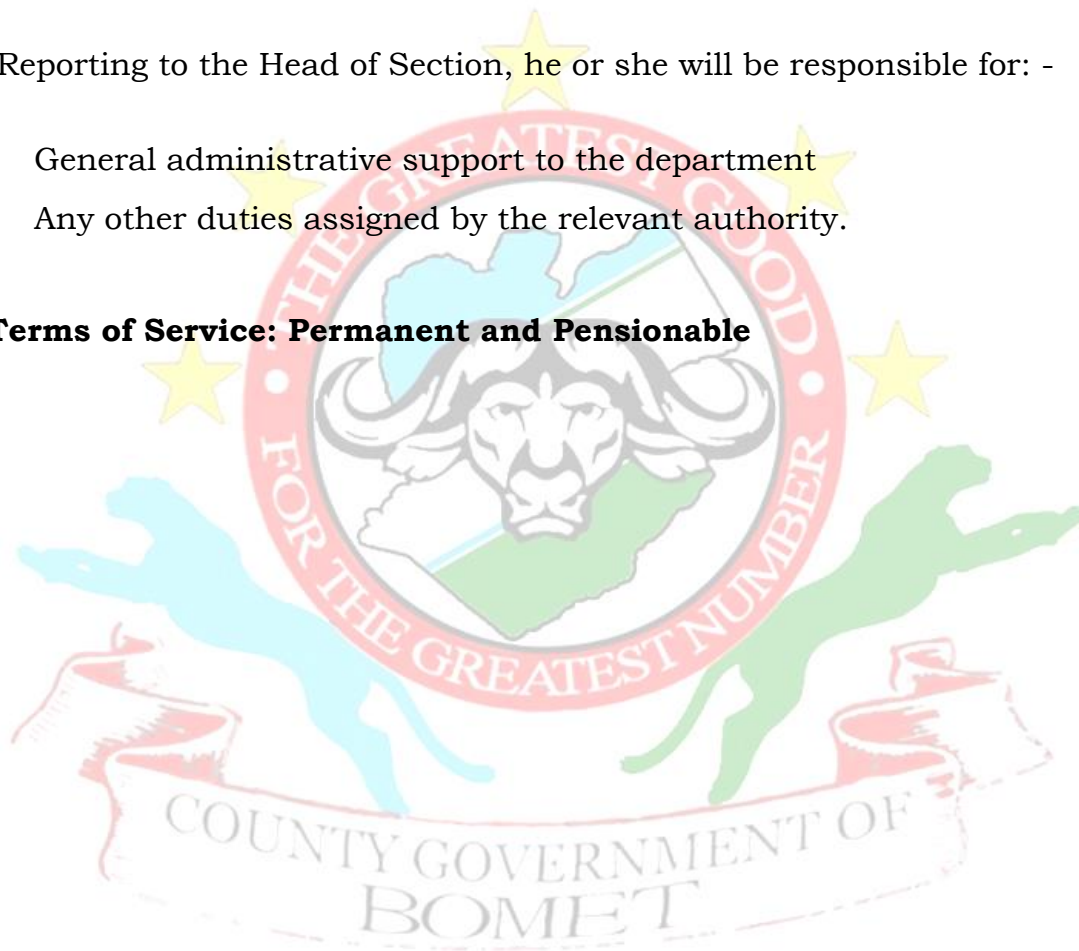 Reporting to the Head of Section, he or she will be responsible for: -
General administrative support to the department
Any other duties assigned by the relevant authority.
Terms of Service: Permanent and Pensionable
• THE GREATEST GOOD •
FOR THE GREATEST NUMBER
COUNTY GOVERNMENT OF
BOMET